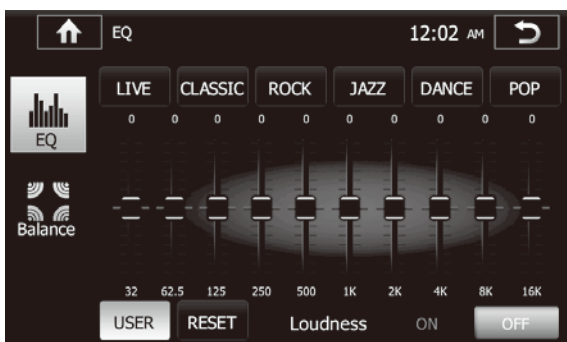 EQ 12:02 AM
LIVE CLASSIC ROCK JAZZ DANCE POP
0 0 0 0 0 0 0 0 0 0
EQ
Balance
32 62.5 125 250 500 1K 2K 4K 8K 16K
USER RESET Loudness ON OFF